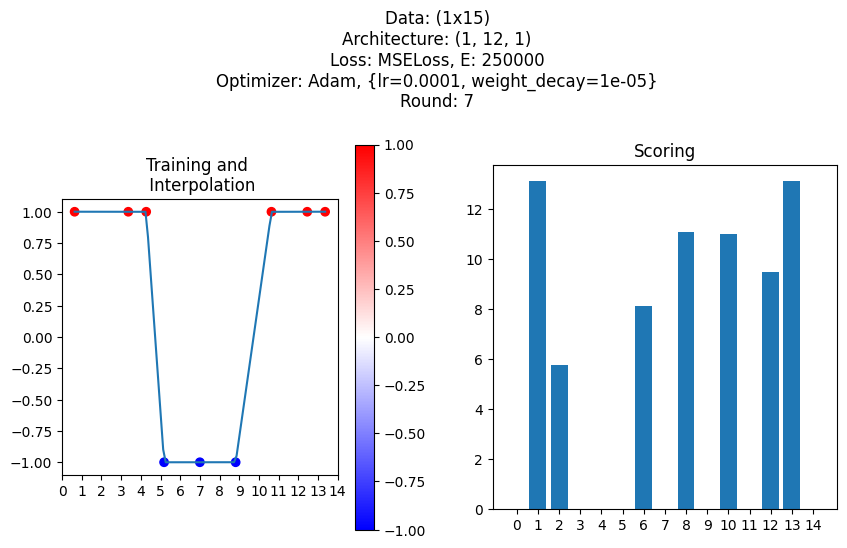 Data: (1x15)
Architecture: (1, 12, 1)
Loss: MSELoss, E: 250000
Optimizer: Adam, {lr=0.0001, weight_decay=1e-05}
Round: 7
Training and
Interpolation
1.00
0.75
0.50
0.25
0.00
−0.25
−0.50
−0.75
−1.00
0 1 2 3 4 5 6 7 8 9 10 11 12 13 14
1.00
0.75
0.50
0.25
0.00
−0.25
−0.50
−0.75
−1.00
Scoring
12
10
8
6
4
2
0
0 1 2 3 4 5 6 7 8 9 10 11 12 13 14